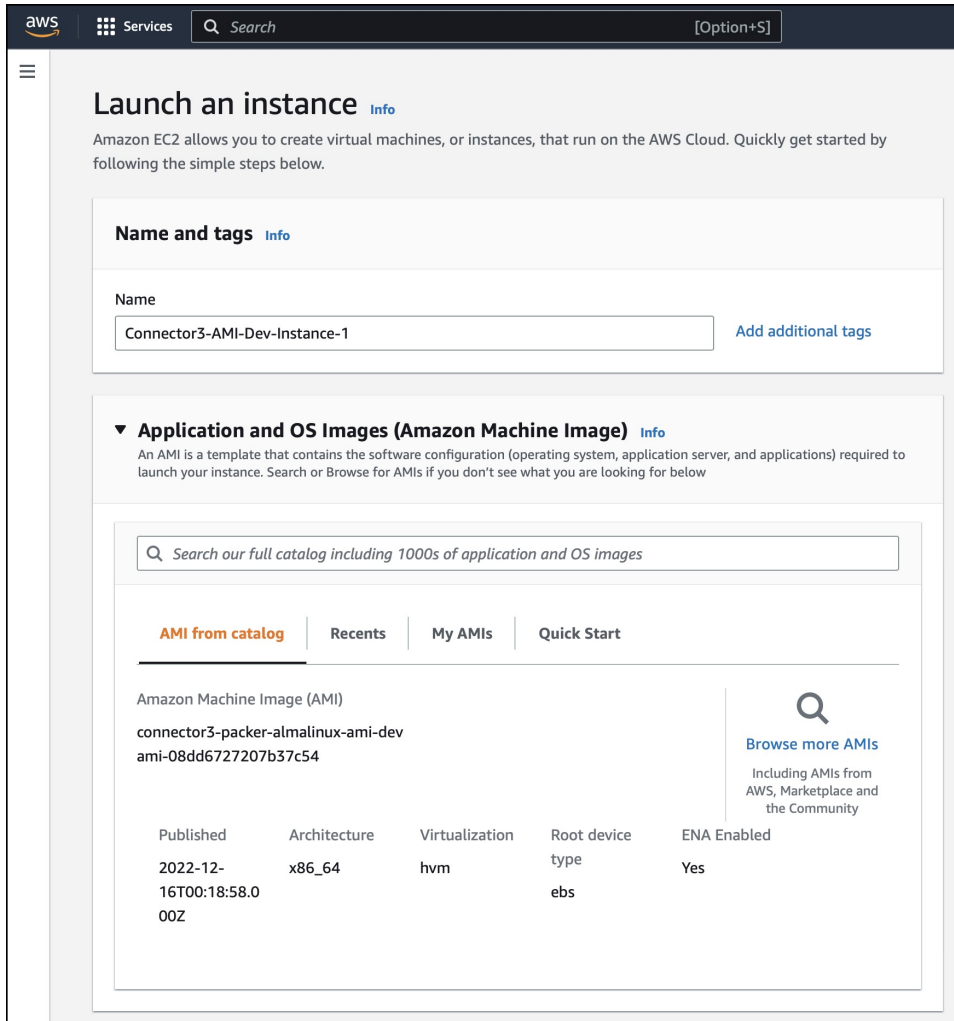 aws
Services
Search
[Option+S]
Launch an instance Info
Amazon EC2 allows you to create virtual machines, or instances, that run on the AWS Cloud. Quickly get started by
following the simple steps below.
Name and tags Info
Name
Connector3-AMI-Dev-Instance-1
Add additional tags
Application and OS Images (Amazon Machine Image) Info
An AMI is a template that contains the software configuration (operating system, application server, and applications) required to
launch your instance. Search or Browse for AMIs if you don't see what you are looking for below
Search our full catalog including 1000s of application and OS images
AMI from catalog
Recents
My AMIs
Quick Start
Amazon Machine Image (AMI)
connector3-packer-almalinux-ami-dev
ami-08dd6727207b37c54
Browse more AMIs
Including AMIs from
AWS, Marketplace and
the Community
Published
2022-12-
16T00:18:58.0
00Z
Architecture
x86_64
Virtualization
hvm
Root device
type
ebs
ENA Enabled
Yes